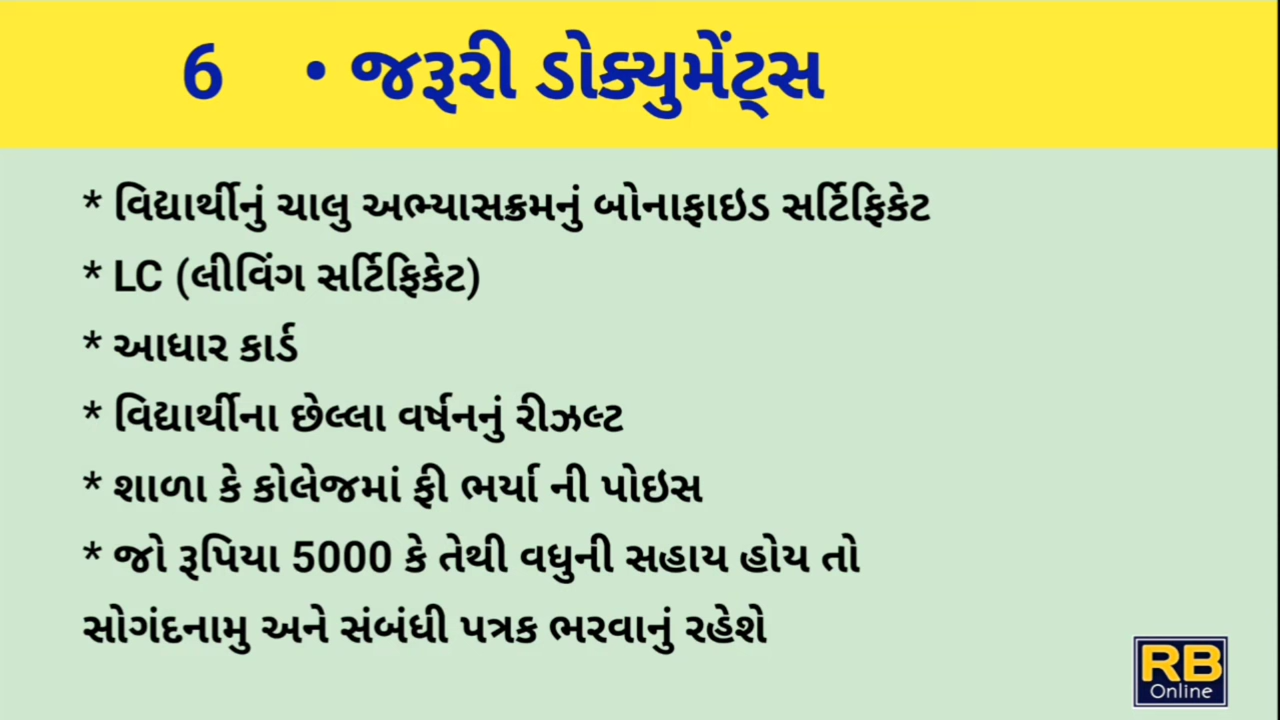 6 • જરૂરી ડોક્યુમેંટ્સ
* વિદ્યાર્થીનું ચાલુ અભ્યાસક્રમનું બોનાફાઇડ સર્ટિફિકેટ
* LC (લીવિંગ સર્ટિફિકેટ)
* આધાર કાર્ડ
* વિદ્યાર્થીના છેલ્લા વર્ષનનું રીઝલ્ટ
* શાળા કે કોલેજમાં ફી ભર્યા ની પોઇસ
* જો રૂપિયા 5000 કે તેથી વધુની સહાય હોય તો
સોગંદનામુ અને સંબંધી પત્રક ભરવાનું રહેશે
RB
Online